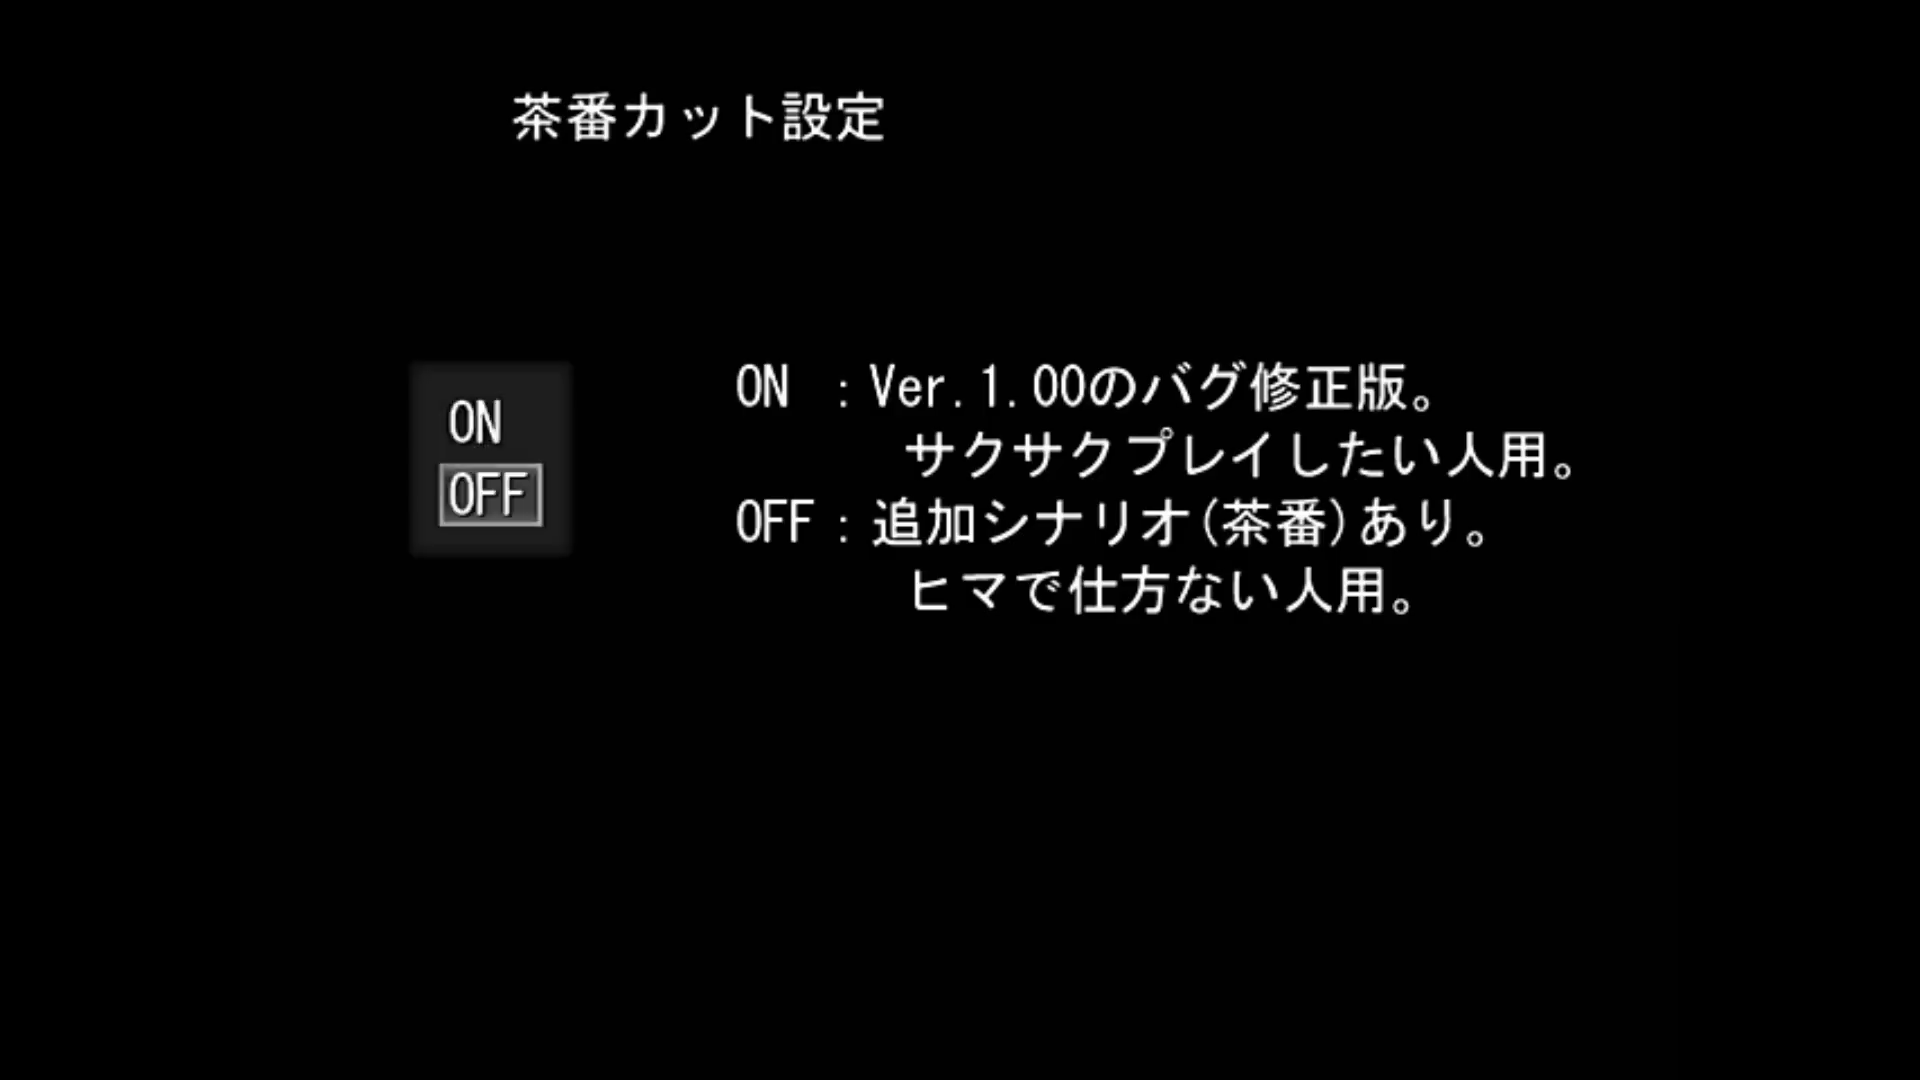 茶番カット設定
ON
OFF
ON :Ver.1.00のバグ修正版。
サクサクプレイしたい人用。
OFF:追加シナリオ(茶番)あり。
ヒマで仕方ない人用。